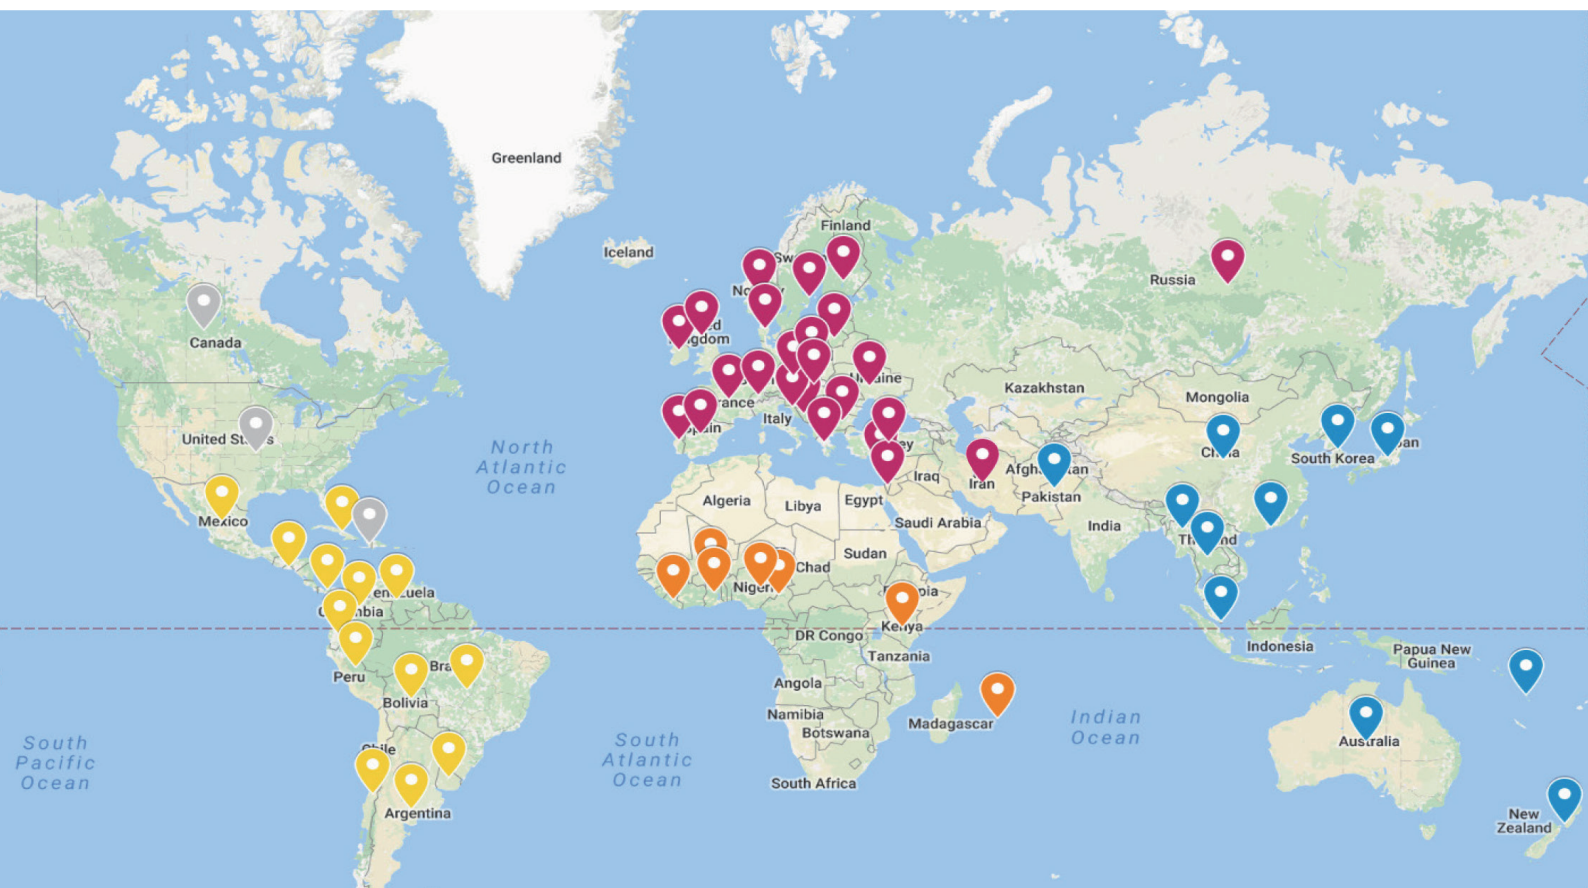 Greenland
Finland
Iceland
Russia
Canada
Kazakhstan
Mongolia
Italy
United
North
Atlantic
Ocean
South Korea
Iraq
Iran
Pakistan
Algeria
Libya
Egypt
Saudi Arabia
India
Mexico
Sudan
Chad
Kenya
DR Congo
Tanzania
Indonesia
Papua New
Guinea
Peru
Bolivia
Angola
Namibia
Botswana
Madagascar
Indian
Ocean
South
Pacific
Ocean
South
Atlantic
Ocean
Australia
South Africa
Argentina
New
Zealand